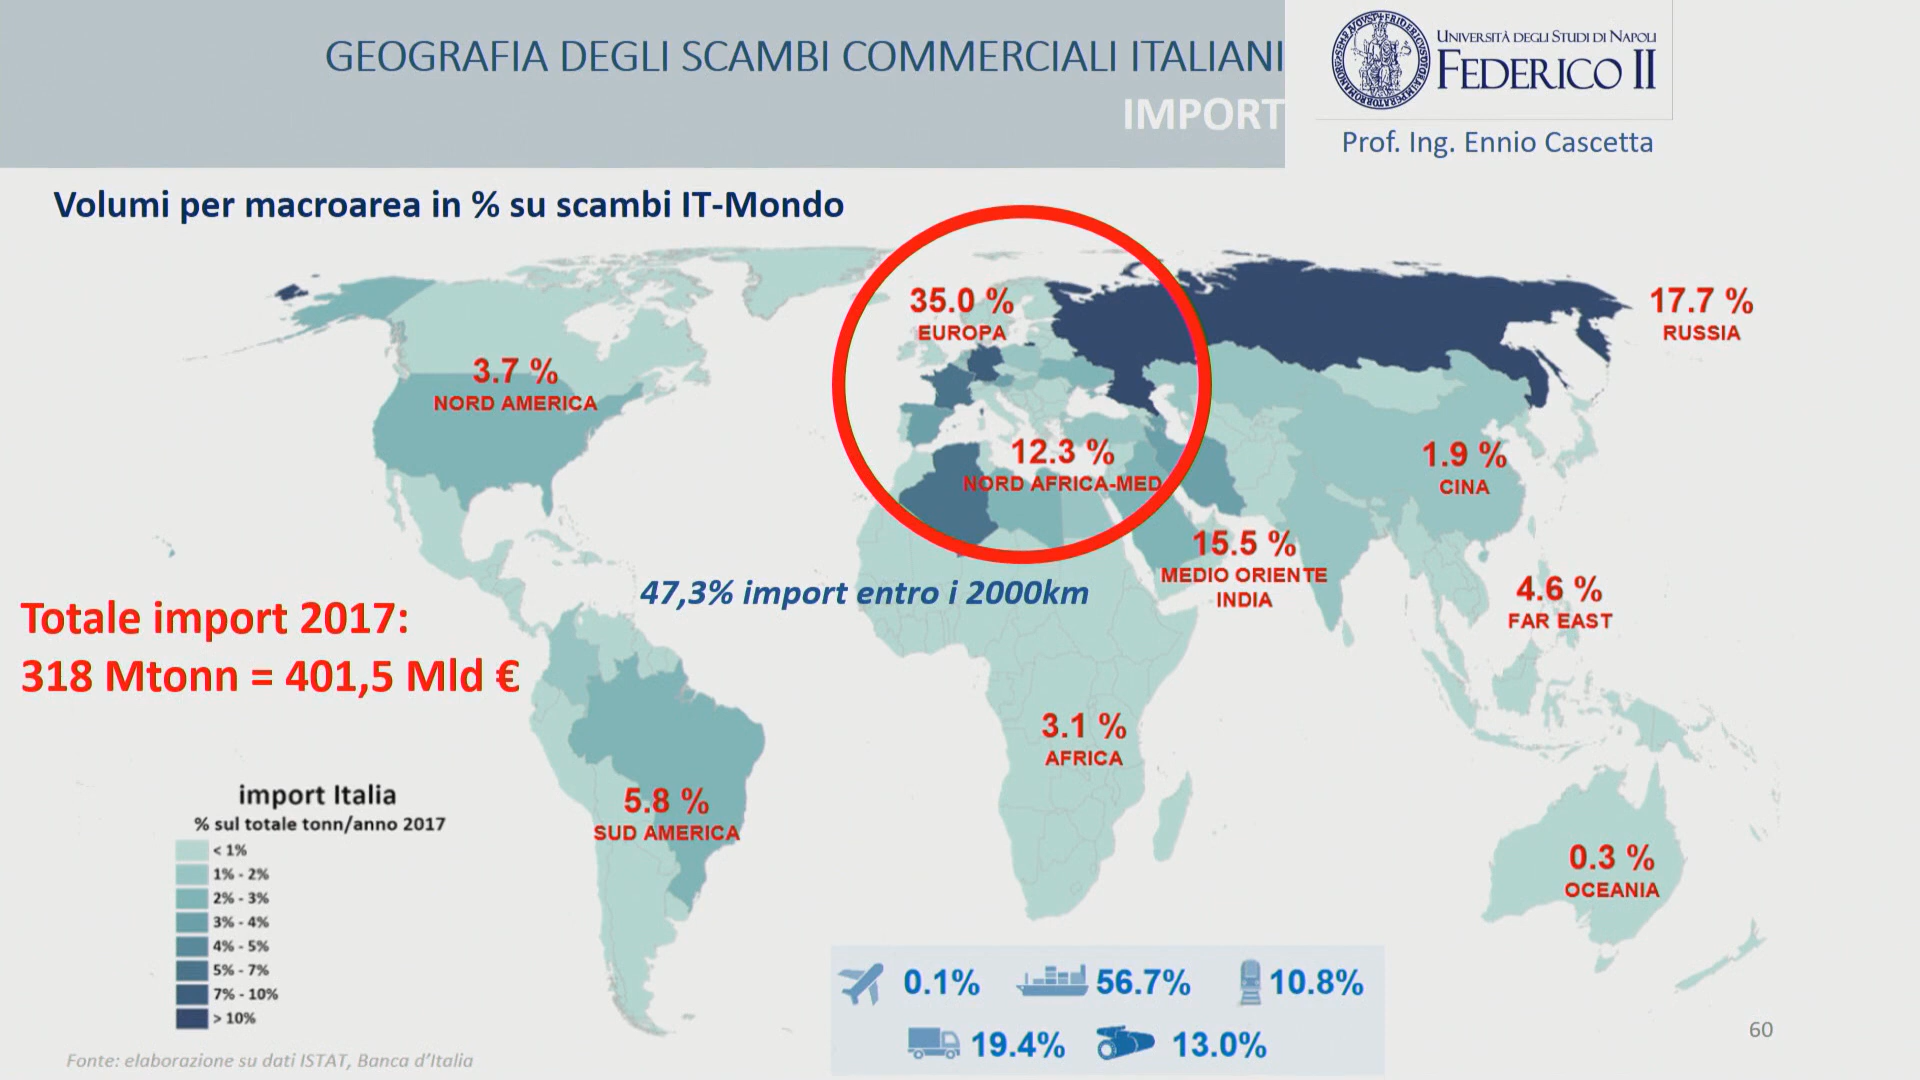 GEOGRAFIA DEGLI SCAMBI COMMERCIALI ITALIANI
IMPORT
UNIVERSITÀ DEGLI STUDI DI NAPOLI
FEDERICO II
Prof. Ing. Ennio Cascetta
Volumi per macroarea in % su scambi IT-Mondo
35.0 %
EUROPA
17.7 %
RUSSIA
3.7 %
NORD AMERICA
12.3 %
NORD AFRICA-MED
1.9 %
CINA
15.5 %
MEDIO ORIENTE
INDIA
47,3% import entro i 2000km
4.6 %
FAR EAST
Totale import 2017:
318 Mtonn = 401,5 Mld €
3.1 %
AFRICA
5.8 %
SUD AMERICA
0.3 %
OCEANIA
import Italia
% sul totale tonn/anno 2017
< 1%
1% - 2%
2% - 3%
3% - 4%
4% - 5%
5% - 7%
7% - 10%
> 10%
0.1% 56.7% 10.8%
19.4% 13.0%
60
Fonte: elaborazione su dati ISTAT, Banca d'Italia